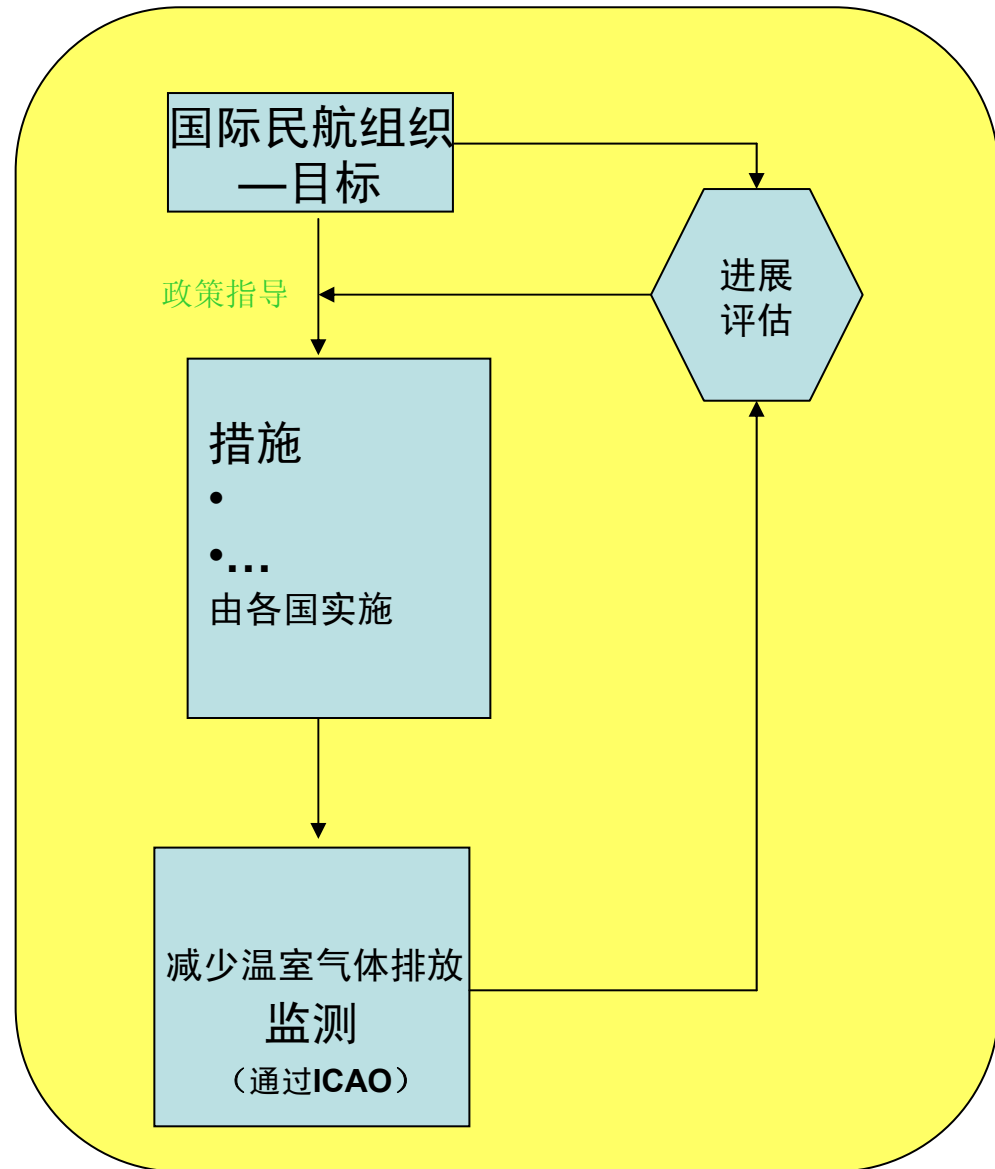 国际民航组织
—目标
进展
评估
政策指导
措施
•
•...
由各国实施
减少温室气体排放
监测
（通过ICAO）